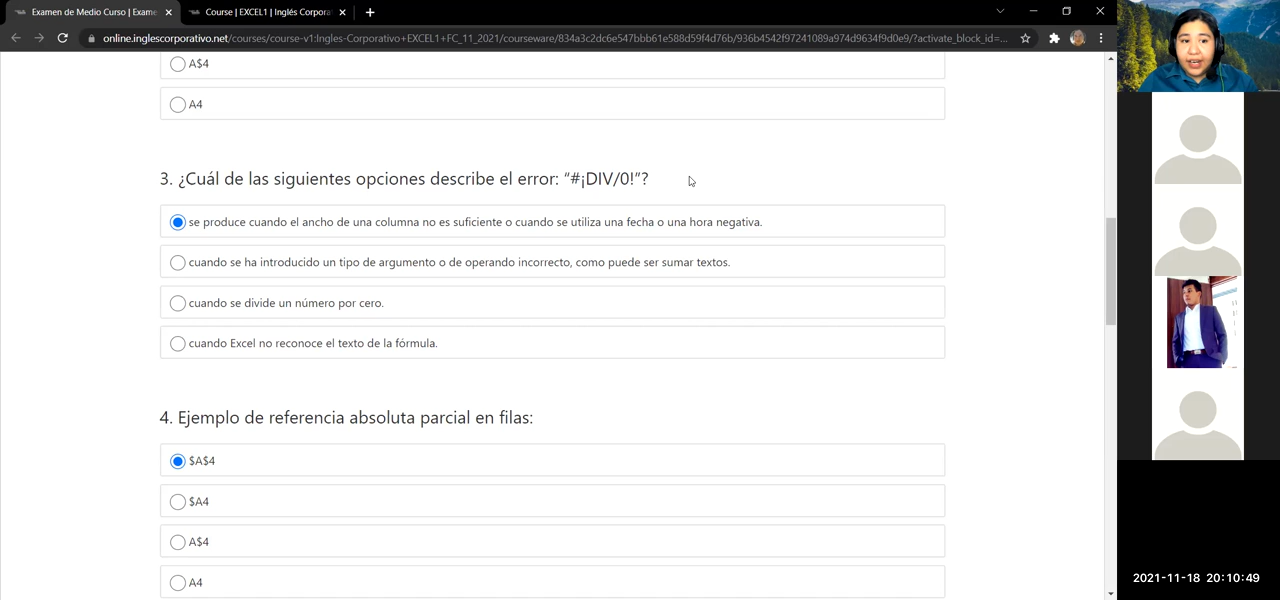 Examen de Medio Curso | Exame
Course | EXCEL1 | Inglés Corpora
online.inglescorporativo.net/courses/course-v1:Ingles-Corporativo+EXCEL1+FC_11_2021/courseware/834a3c2dc6e547bbb61e588d59f4d76b/936b4542f97241089a974d9634f9d0e9/?activate_block_id=...
A$4
A4
3. ¿Cuál de las siguientes opciones describe el error: “#¡DIV/0!”?
se produce cuando el ancho de una columna no es suficiente o cuando se utiliza una fecha o una hora negativa.
cuando se ha introducido un tipo de argumento o de operando incorrecto, como puede ser sumar textos.
cuando se divide un número por cero.
cuando Excel no reconoce el texto de la fórmula.
4. Ejemplo de referencia absoluta parcial en filas:
$A$4
$A4
A$4
A4
2021-11-18 20:10:49